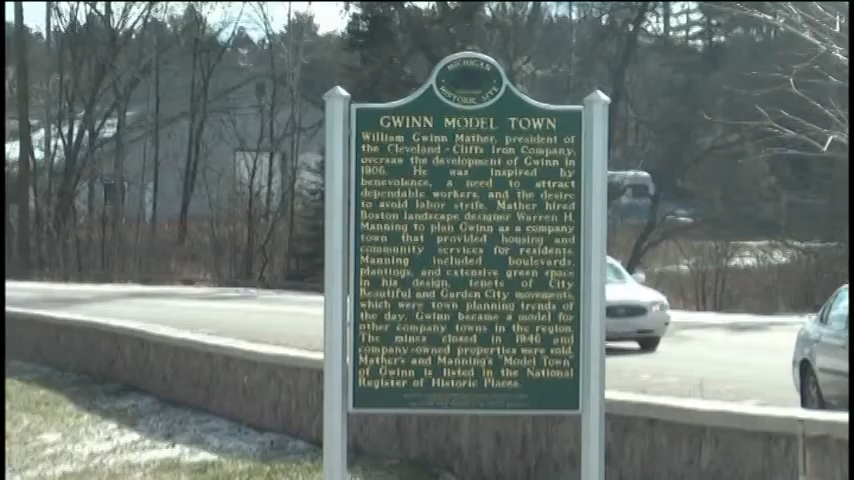 MICHIGAN
HISTORIC SITE
GWINN MODEL TOWN
William Gwinn Mather, president of
the Cleveland-Cliffs Iron Company,
oversaw the development of Gwinn in
1906. He was inspired by
benevolence, a need to attract
dependable workers, and the desire
to avoid labor strife. Mather hired
Boston landscape designer Warren H.
Manning to plan Gwinn as a company
town that provided housing and
community services for residents.
Manning included boulevards,
plantings, and extensive green space
in his design, tenets of City
Beautiful and Garden City movements,
which were town planning trends of
the day. Gwinn became a model for
other company towns in the region.
The mines closed in 1946 and
company-owned properties were sold.
Mather's and Manning's "Model Town"
of Gwinn is listed in the National
Register of Historic Places.